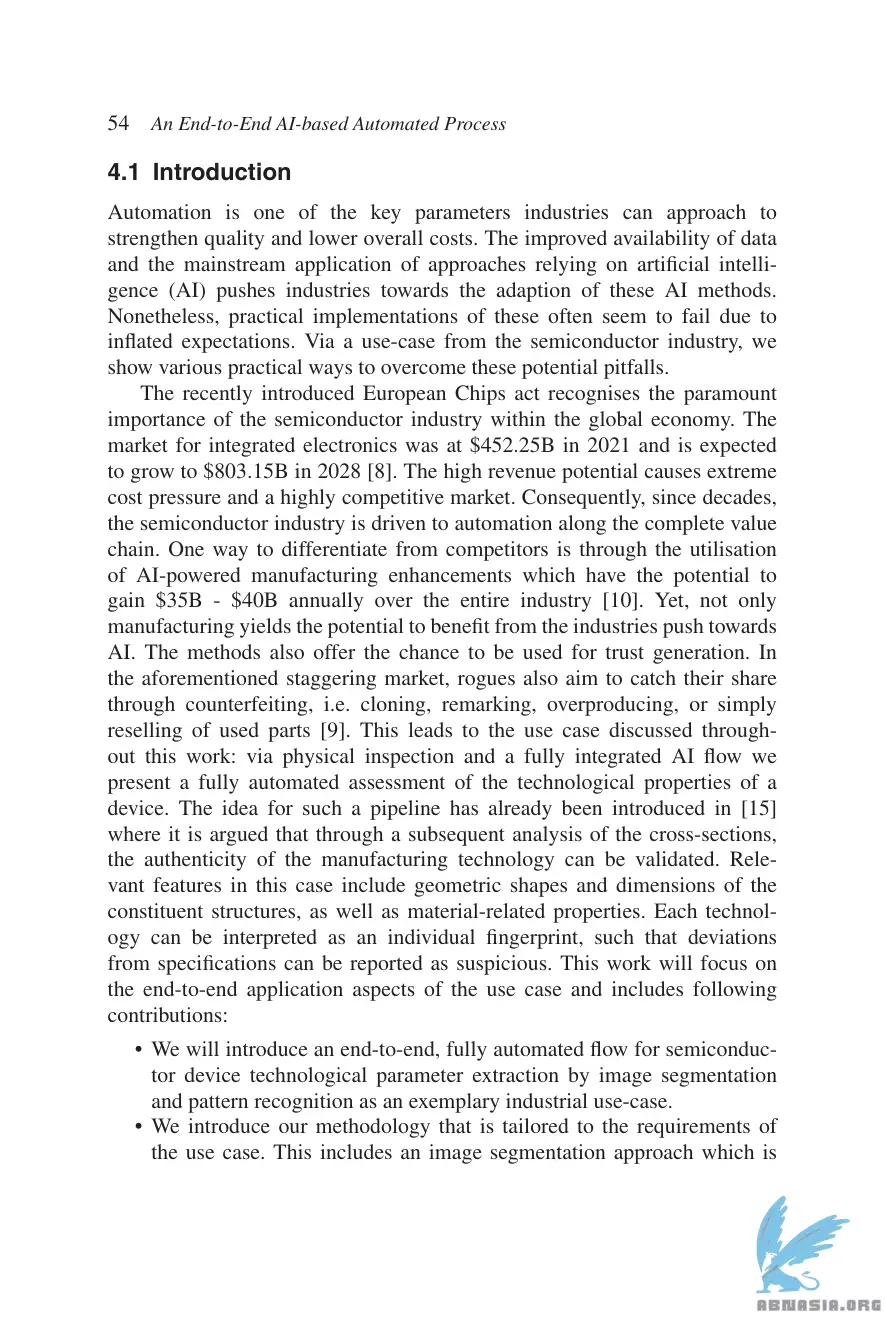 54 An End-to-End AI-based Automated Process
4.1 Introduction
Automation is one of the key parameters industries can approach to
strengthen quality and lower overall costs. The improved availability of data
and the mainstream application of approaches relying on artificial intelli-
gence (AI) pushes industries towards the adaption of these AI methods.
Nonetheless, practical implementations of these often seem to fail due to
inflated expectations. Via a use-case from the semiconductor industry, we
show various practical ways to overcome these potential pitfalls.
The recently introduced European Chips act recognises the paramount
importance of the semiconductor industry within the global economy. The
market for integrated electronics was at $452.25B in 2021 and is expected
to grow to $803.15B in 2028 [8]. The high revenue potential causes extreme
cost pressure and a highly competitive market. Consequently, since decades,
the semiconductor industry is driven to automation along the complete value
chain. One way to differentiate from competitors is through the utilisation
of AI-powered manufacturing enhancements which have the potential to
gain $35B - $40B annually over the entire industry [10]. Yet, not only
manufacturing yields the potential to benefit from the industries push towards
AI. The methods also offer the chance to be used for trust generation. In
the aforementioned staggering market, rogues also aim to catch their share
through counterfeiting, i.e. cloning, remarking, overproducing, or simply
reselling of used parts [9]. This leads to the use case discussed through-
out this work: via physical inspection and a fully integrated AI flow we
present a fully automated assessment of the technological properties of a
device. The idea for such a pipeline has already been introduced in [15]
where it is argued that through a subsequent analysis of the cross-sections,
the authenticity of the manufacturing technology can be validated. Rele-
vant features in this case include geometric shapes and dimensions of the
constituent structures, as well as material-related properties. Each technol-
ogy can be interpreted as an individual fingerprint, such that deviations
from specifications can be reported as suspicious. This work will focus on
the end-to-end application aspects of the use case and includes following
contributions:
• We will introduce an end-to-end, fully automated flow for semiconduc-
tor device technological parameter extraction by image segmentation
and pattern recognition as an exemplary industrial use-case.
• We introduce our methodology that is tailored to the requirements of
the use case. This includes an image segmentation approach which is
ABNASIA.ORG